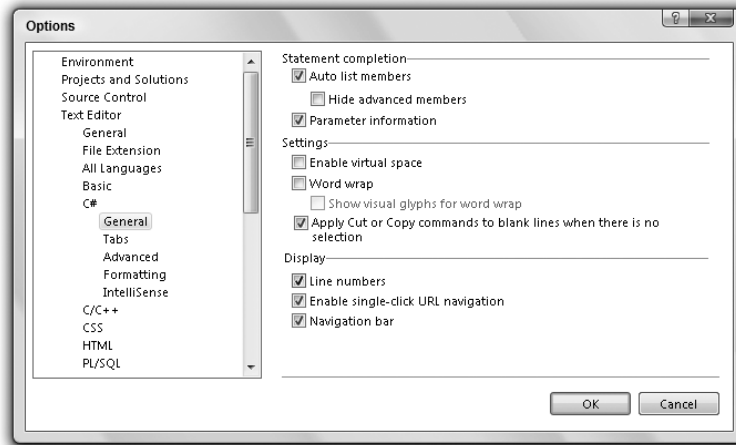 Options
Environment
Projects and Solutions
Source Control
Text Editor
General
File Extension
All Languages
Basic
C#
General
Tabs
Advanced
Formatting
IntelliSense
C/C++
CSS
HTML
PL/SQL
Statement completion
Auto list members
Hide advanced members
Parameter information
Settings
Enable virtual space
Word wrap
Show visual glyphs for word wrap
Apply Cut or Copy commands to blank lines when there is no
selection
Display
Line numbers
Enable single-click URL navigation
Navigation bar
OK
Cancel